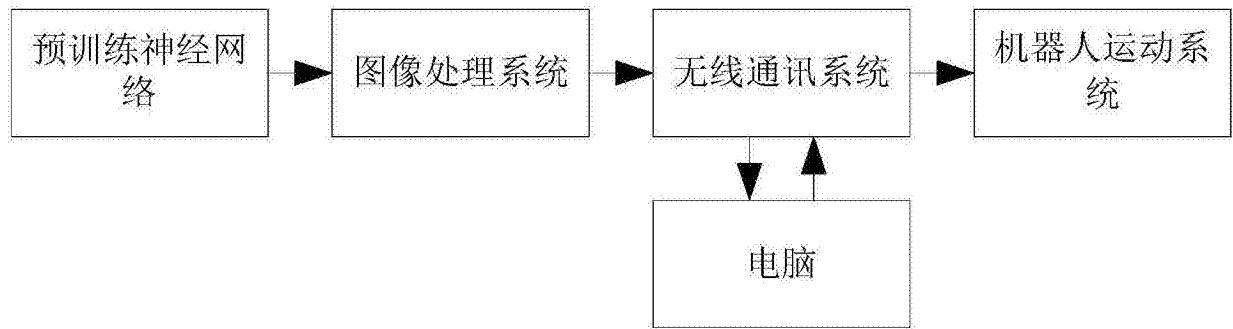 预训练神经网
络
图像处理系统
无线通讯系统
机器人运动系
统
电脑